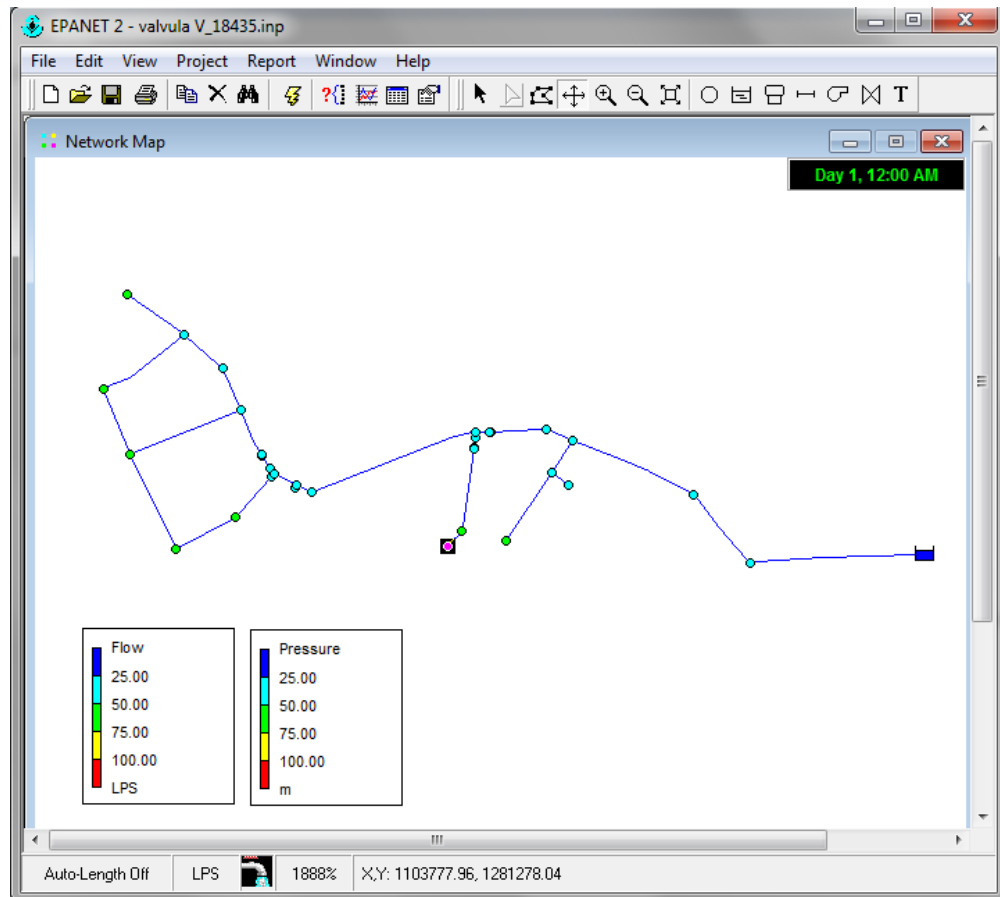 EPANET 2 - valvula V_18435.inp
File Edit View Project Report Window Help
T
Network Map
Day 1, 12:00 AM
Flow
25.00
50.00
75.00
100.00
LPS
Pressure
25.00
50.00
75.00
100.00
m
Auto-Length Off LPS 1888% X,Y: 1103777.96, 1281278.04